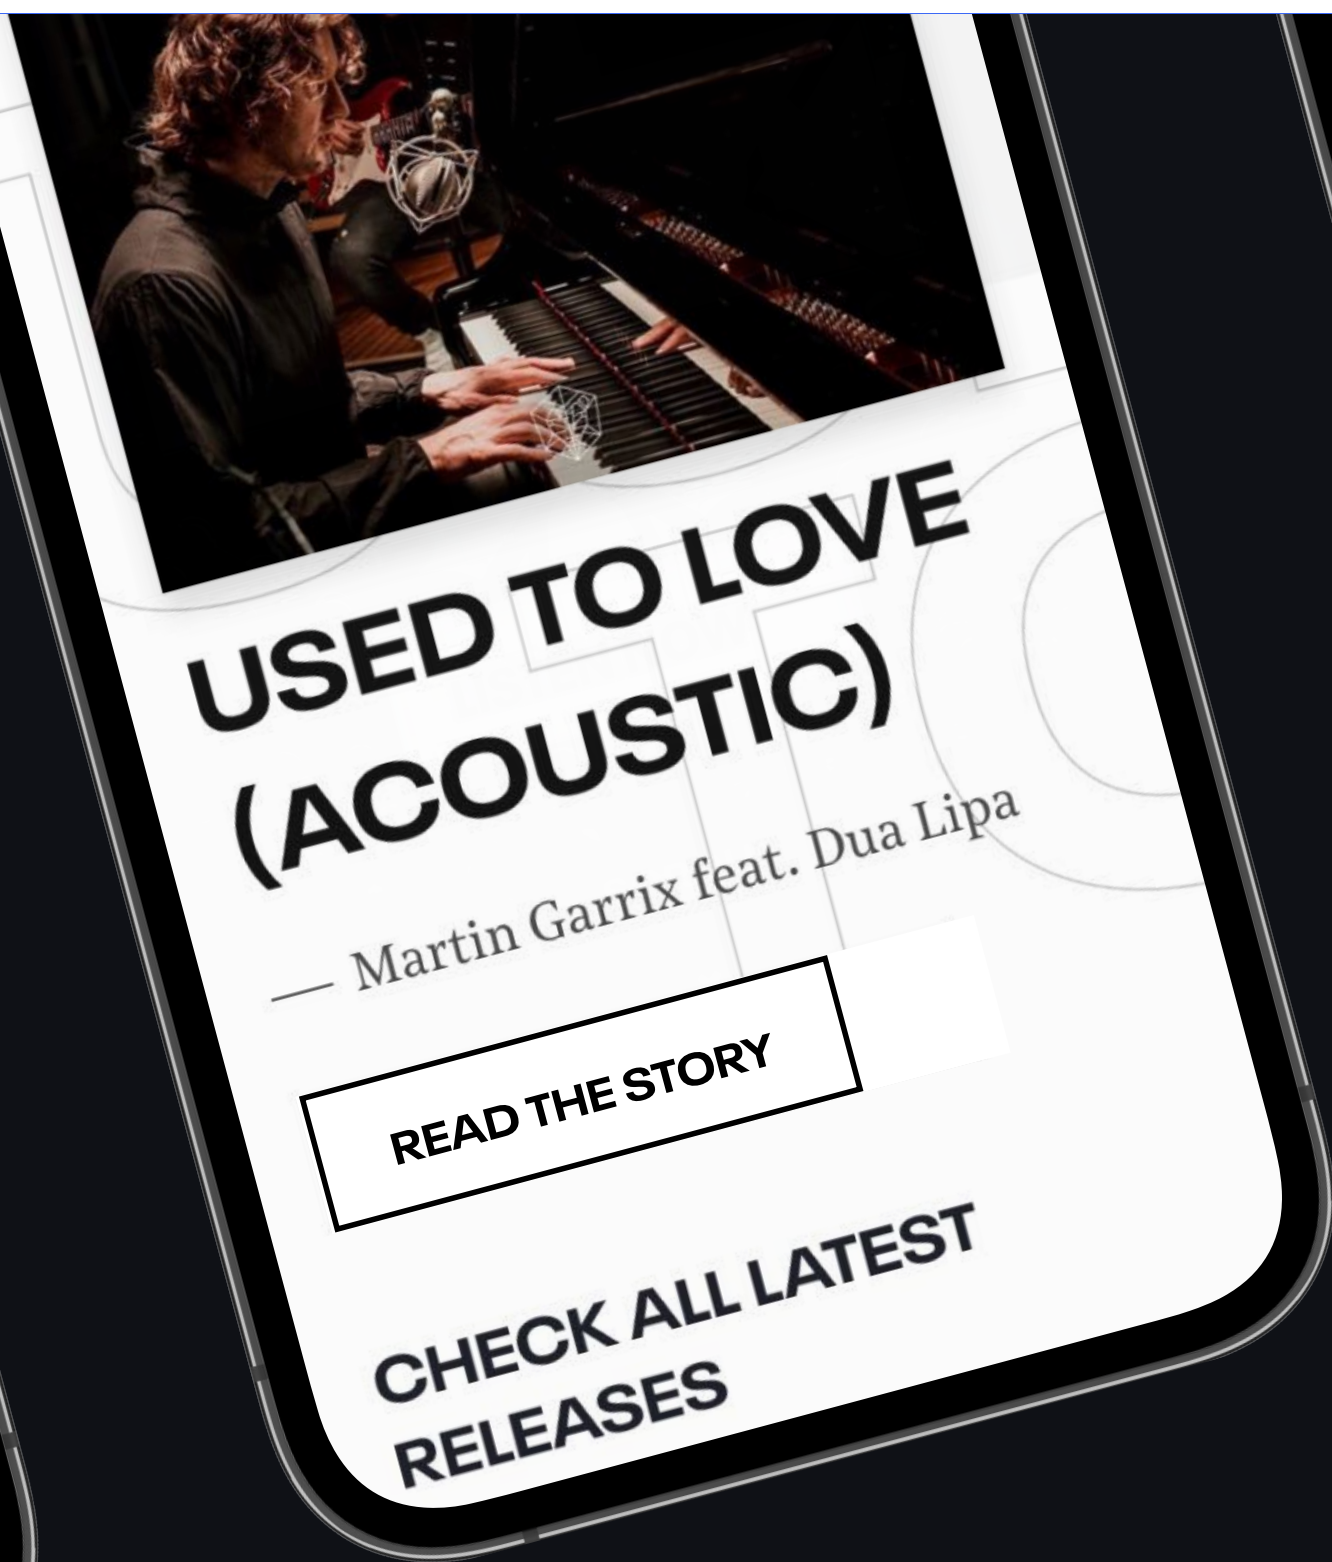 USED TO LOVE
(ACOUSTIC)
— Martin Garrix feat. Dua Lipa
READ THE STORY
CHECK ALL LATEST
RELEASES